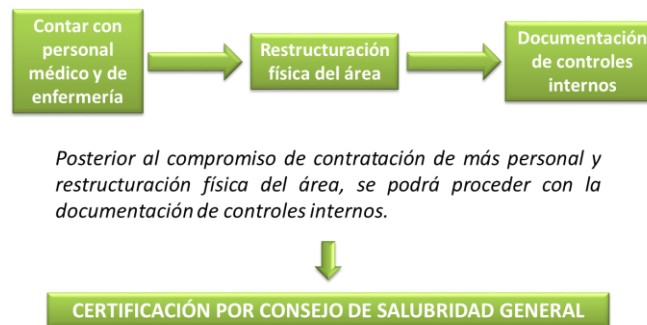 Contar con
personal
médico y de
enfermería
Restructuración
física del área
Documentación
de controles
internos
Posterior al compromiso de contratación de más personal y
restructuración física del área, se podrá proceder con la
documentación de controles internos.
CERTIFICACIÓN POR CONSEJO DE SALUBRIDAD GENERAL